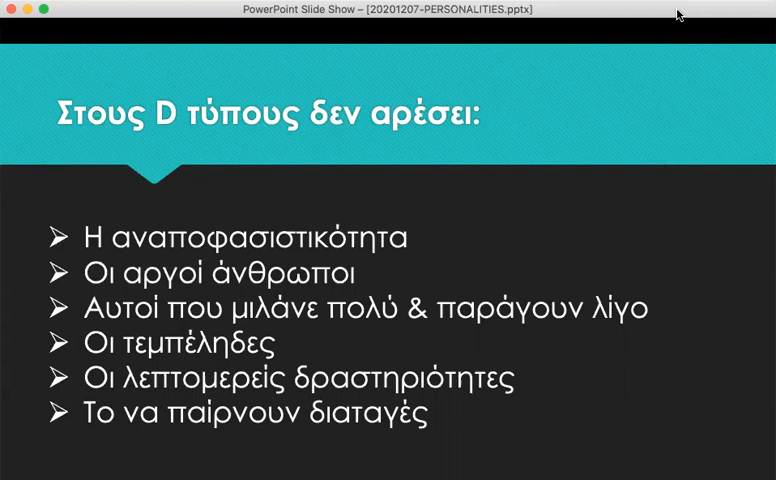 PowerPoint Slide Show – [20201207-PERSONALITIES.pptx]
Στους D τύπους δεν αρέσει:
➢ Η αναποφασιστικότητα
➢ Οι αργοί άνθρωποι
➢ Αυτοί που μιλάνε πολύ & παράγουν λίγο
➢ Οι τεμπέληδες
➢ Οι λεπτομερείς δραστηριότητες
➢ Το να παίρνουν διαταγές